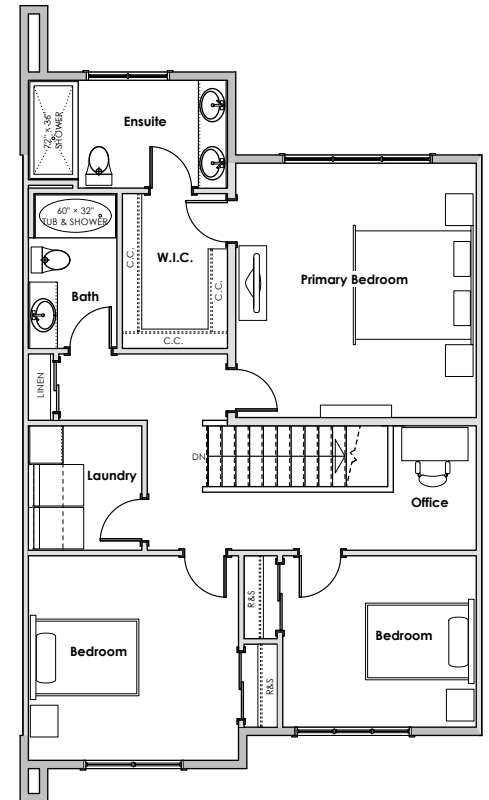 Ensuite
72" × 36"
SHOWER
60" × 32"
TUB & SHOWER
W.I.C.
C.C.
C.C.
C.C.
Primary Bedroom
Bath
LINEN
Laundry
DN
Office
R&S
R&S
Bedroom
Bedroom